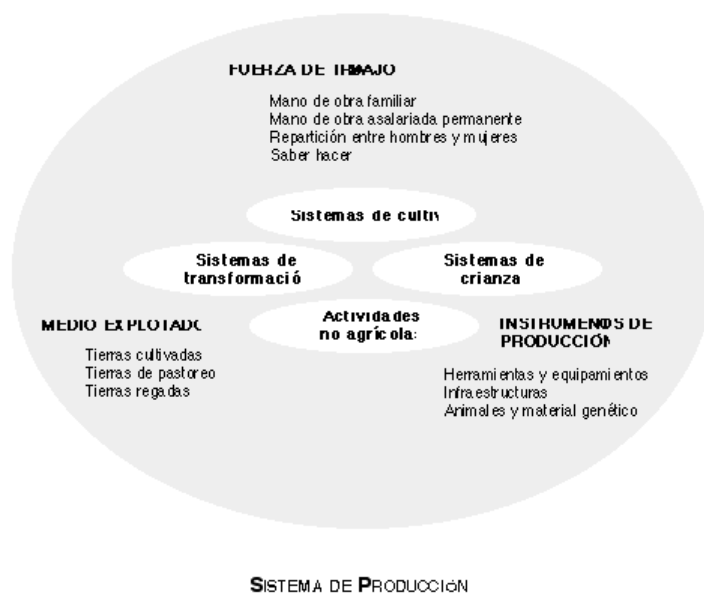 FUERZA DE TRABAJO
Mano de obra familiar
Mano de obra asalariada permanente
Repartición entre hombres y mujeres
Saber hacer
Sistemas de cultiv
Sistemas de
transformació
Sistemas de
crianza
Actividades
no agrícola
MEDIO EXPLOTADO
Tierras cultivadas
Tierras de pastoreo
Tierras regadas
INSTRUMENTOS DE
PRODUCCIÓN
Herramientas y equipamientos
Infraestructuras
Animales y material genético
SISTEMA DE PRODUCCIÓN